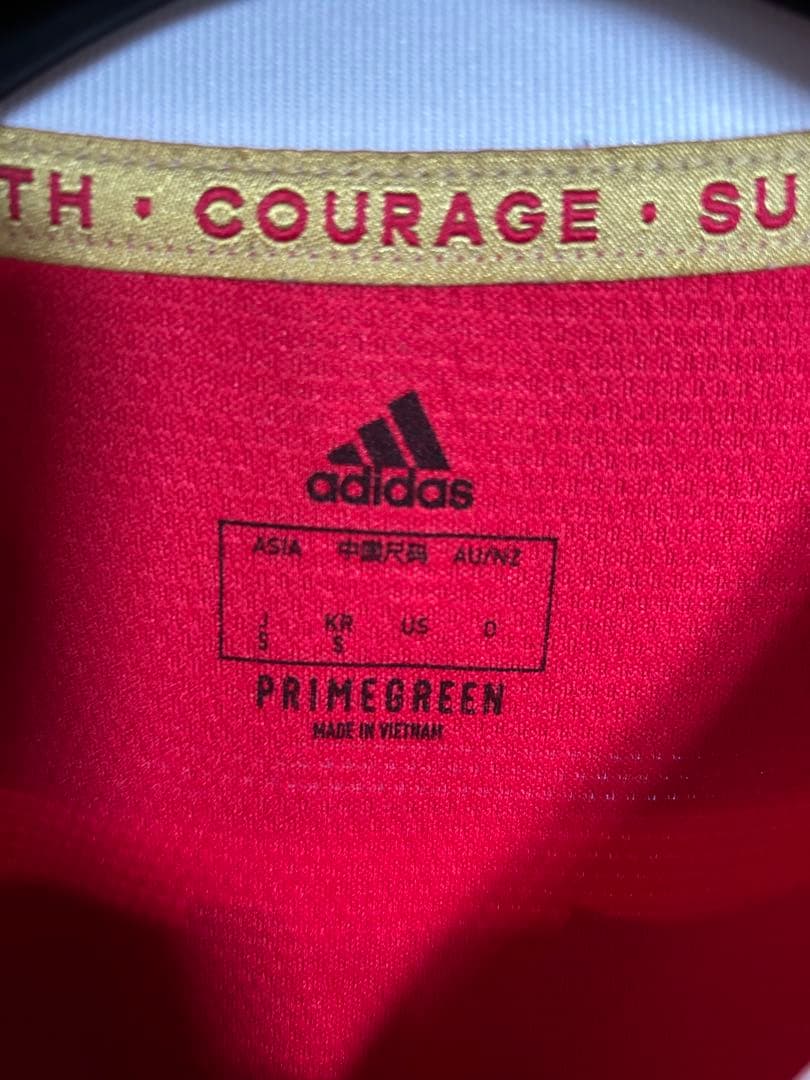 TH · COURAGE · SU
adidas
ASIA 中国尺码 AU/NZ
J KR US D
S S
PRIMEGREEN
MADE IN VIETNAM